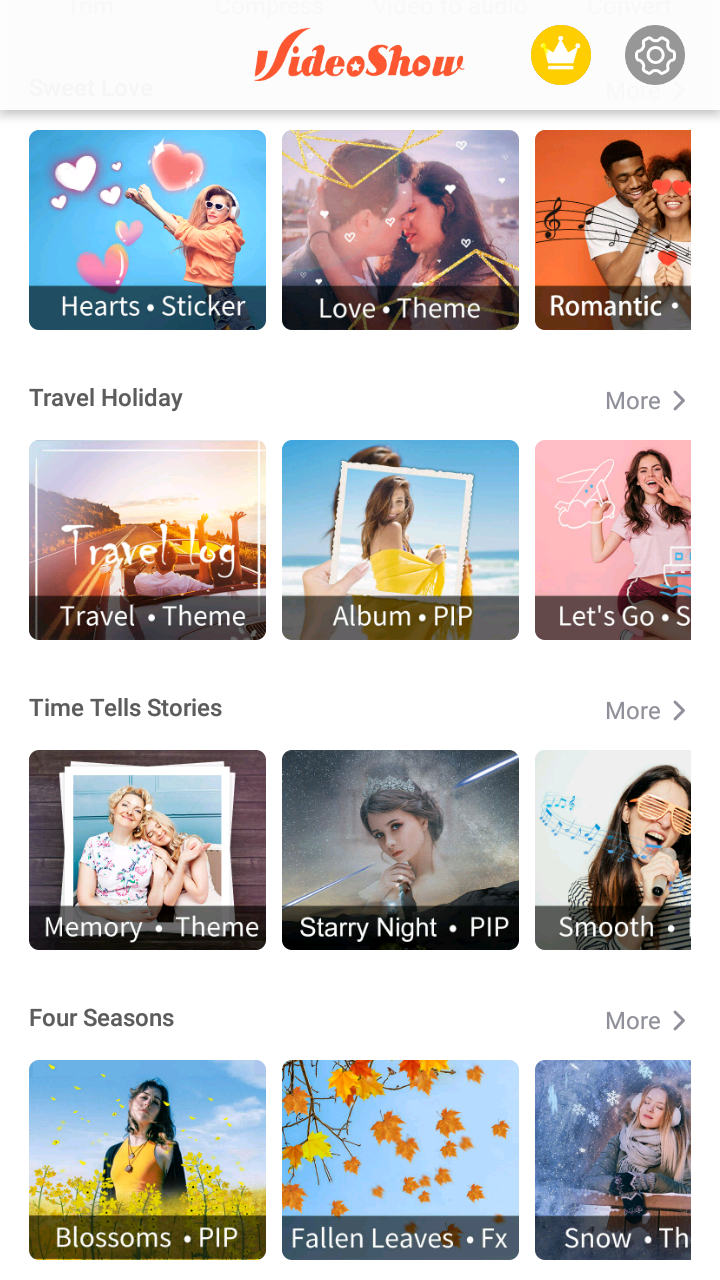 Trim Compress Video to audio Convert
VideoShow
Sweet Love More
Hearts • Sticker
Love • Theme
Romantic •
Travel Holiday More
Travel log
Travel • Theme
Album • PIP
Let's Go • S
Time Tells Stories More
Memory • Theme
Starry Night • PIP
Smooth •
Four Seasons More
Blossoms • PIP
Fallen Leaves • Fx
Snow • Th